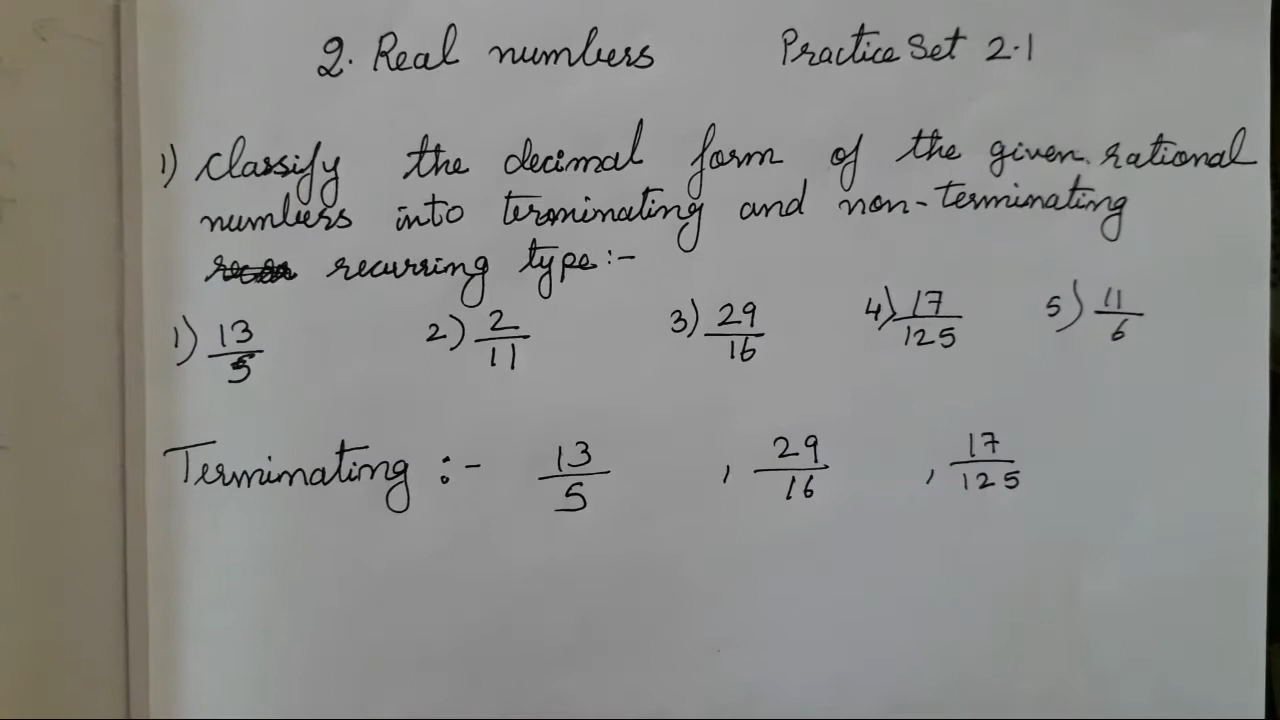 2. Real numbers Practice Set 2.1
1) Classify the decimal form of the given rational
numbers into terminating and non-terminating
recurring type:-
1) 13/5 2) 2/11 3) 29/16 4) 17/125 5) 11/6
Terminating :- 13/5 , 29/16 , 17/125